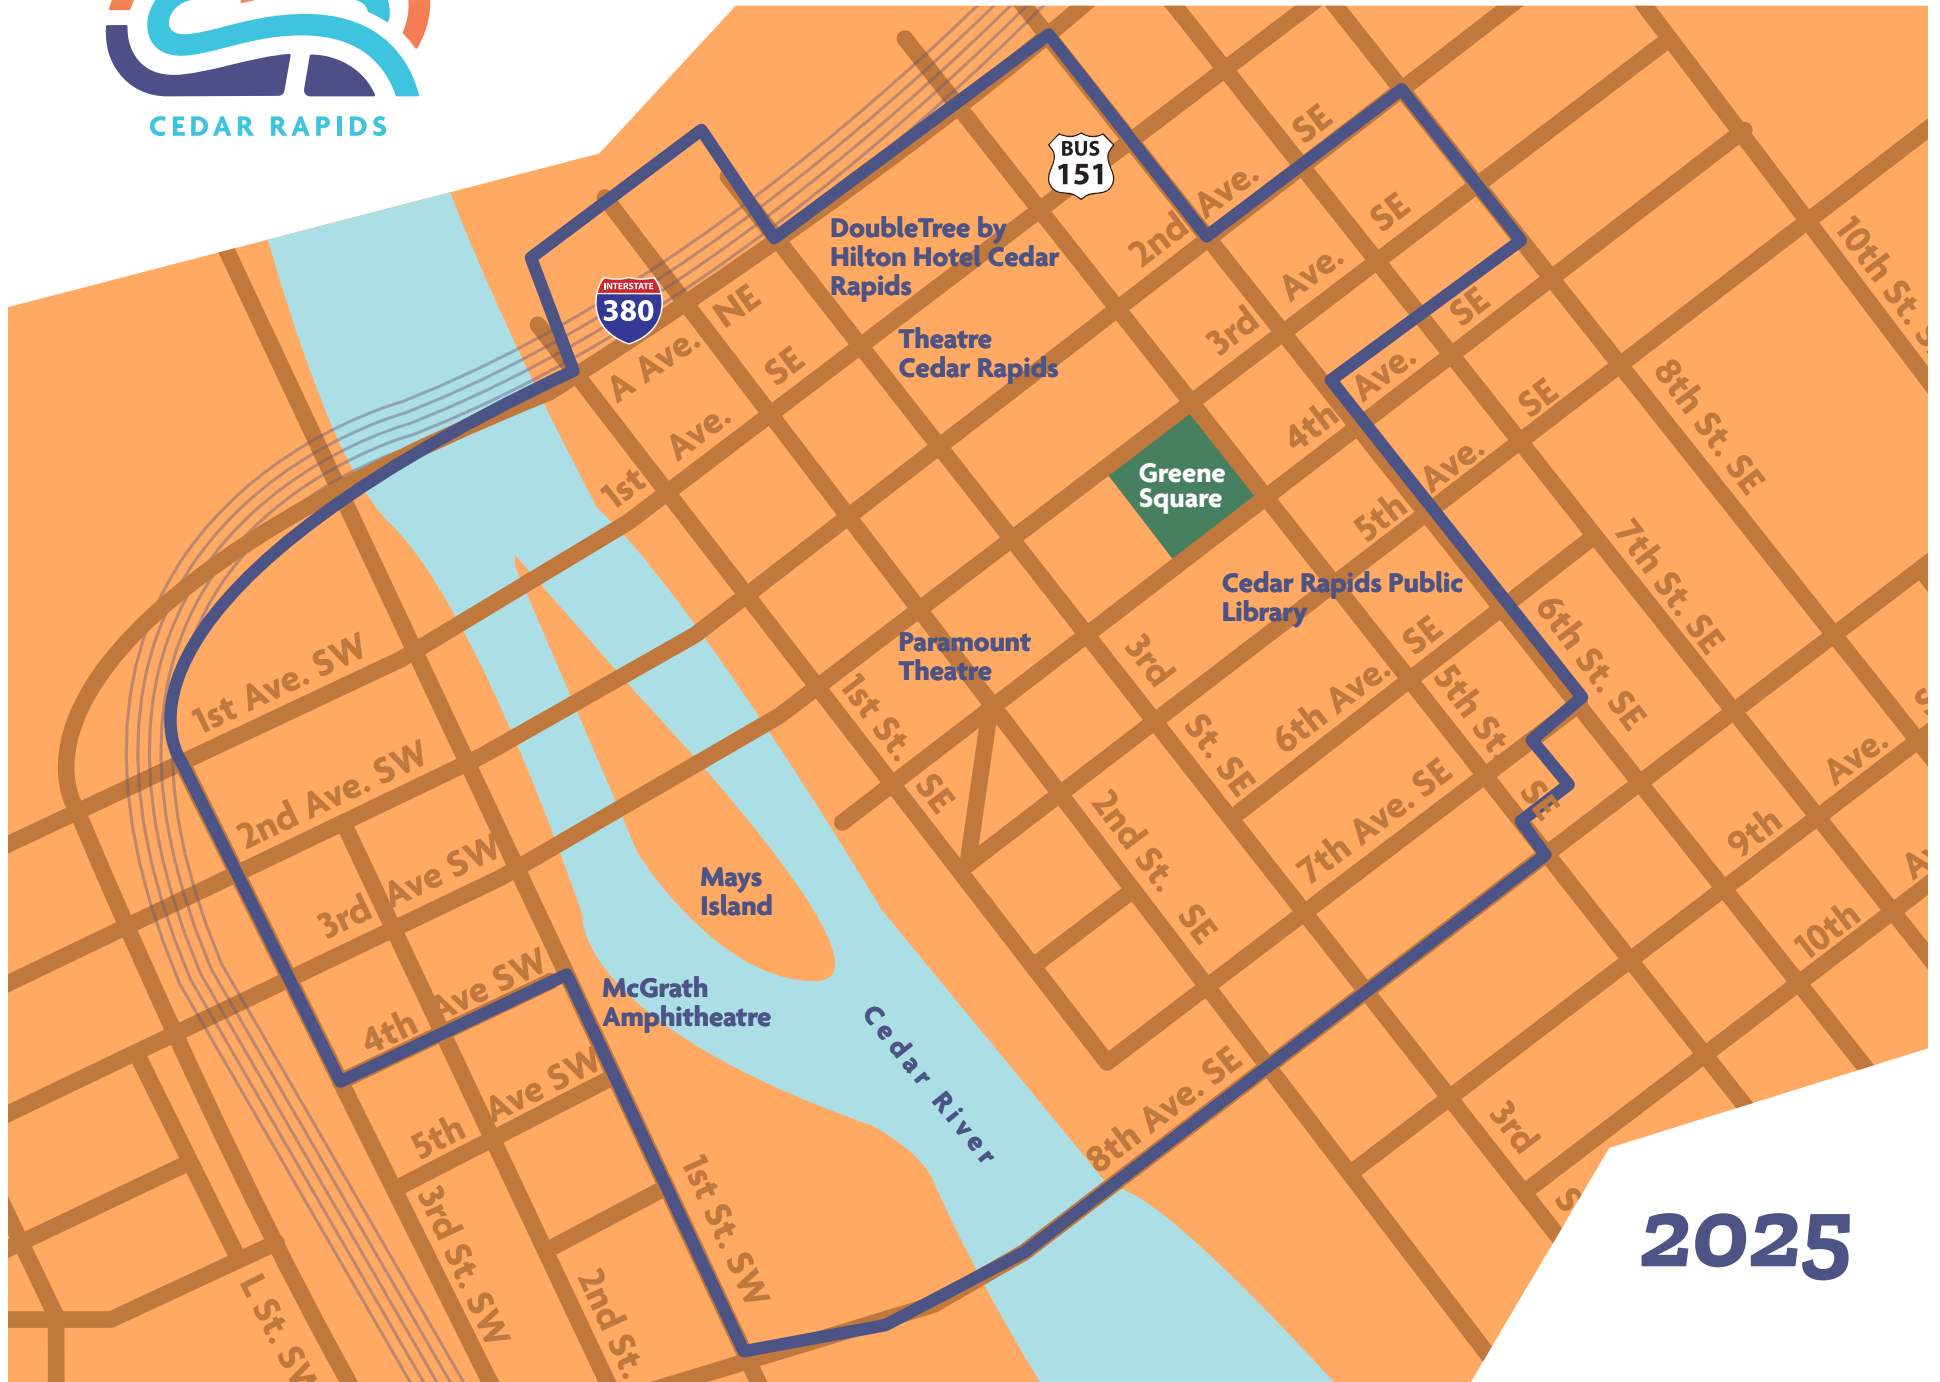 CEDAR RAPIDS
BUS
151
INTERSTATE
380
DoubleTree by
Hilton Hotel Cedar
Rapids
Theatre
Cedar Rapids
Greene
Square
Cedar Rapids Public
Library
Paramount
Theatre
Mays
Island
McGrath
Amphitheatre
Cedar River
A Ave. NE
1st Ave. SE
2nd Ave. SE
3rd Ave. SE
4th Ave. SE
5th Ave. SE
6th Ave. SE
7th Ave. SE
8th Ave. SE
9th Ave.
10th
1st Ave. SW
2nd Ave. SW
3rd Ave SW
4th Ave SW
5th Ave SW
1st St. SE
2nd St. SE
3rd St. SE
5th St. SE
6th St. SE
7th St. SE
8th St. SE
10th St.
3rd
1st St. SW
2nd St.
3rd St. SW
L St. SW
2025